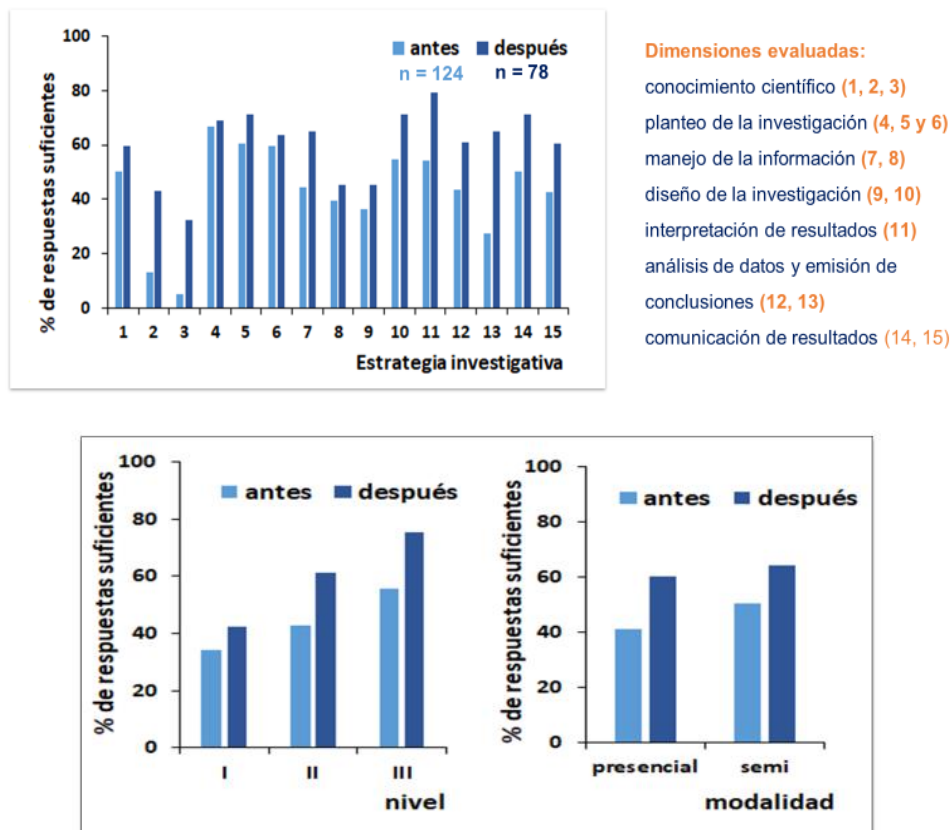 100
80
60
40
20
0
% de respuestas suficientes
antes después
n = 124 n = 78
1 2 3 4 5 6 7 8 9 10 11 12 13 14 15
Estrategia investigativa
Dimensiones evaluadas:
conocimiento científico (1, 2, 3)
planteo de la investigación (4, 5 y 6)
manejo de la información (7, 8)
diseño de la investigación (9, 10)
interpretación de resultados (11)
análisis de datos y emisión de
conclusiones (12, 13)
comunicación de resultados (14, 15)
100
80
60
40
20
0
% de respuestas suficientes
antes después
I II III
nivel
100
80
60
40
20
0
% de respuestas suficientes
antes después
presencial semi
modalidad